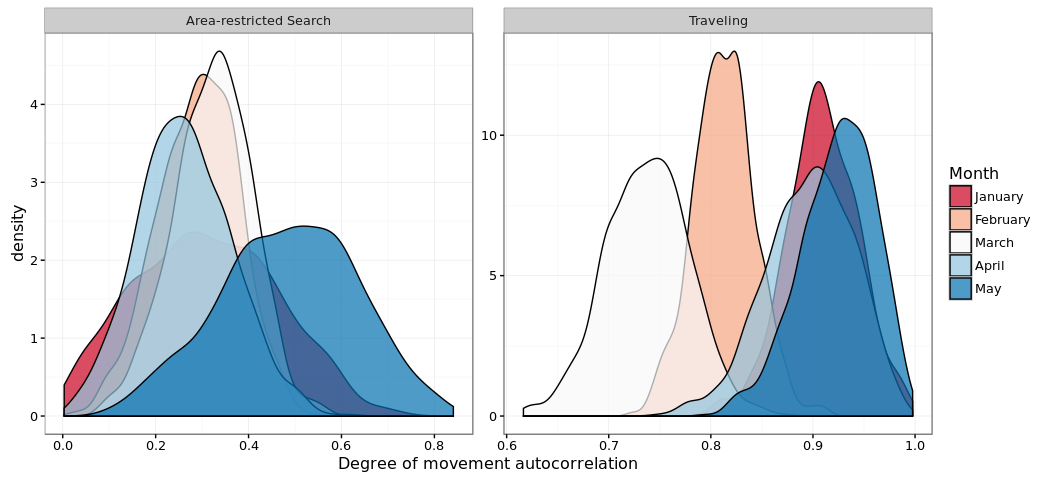 Area-restricted Search
Traveling
density
4
3
2
1
0
10
5
0
0.0 0.2 0.4 0.6 0.8
0.6 0.7 0.8 0.9 1.0
Degree of movement autocorrelation
Month
January
February
March
April
May